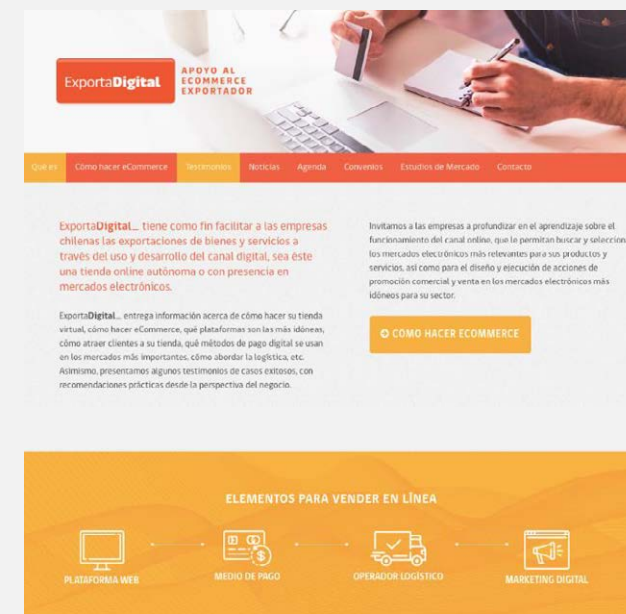 ExportaDigital
APOYO AL
ECOMMERCE
EXPORTADOR
Qué es Cómo hacer eCommerce Testimonios Noticias Agenda Convenios Estudios de Mercado Contacto
ExportaDigital_ tiene como fin facilitar a las empresas
chilenas las exportaciones de bienes y servicios a
través del uso y desarrollo del canal digital, sea éste
una tienda online autónoma o con presencia en
mercados electrónicos.
ExportaDigital_ entrega información acerca de cómo hacer su tienda
virtual, cómo hacer eCommerce, qué plataformas son las más idóneas,
cómo atraer clientes a su tienda, qué métodos de pago digital se usan
en los mercados más importantes, cómo abordar la logística, etc.
Asimismo, presentamos algunos testimonios de casos exitosos, con
recomendaciones prácticas desde la perspectiva del negocio.
Invitamos a las empresas a profundizar en el aprendizaje sobre el
funcionamiento del canal online, que le permitan buscar y seleccion
los mercados electrónicos más relevantes para sus productos y
servicios, así como para el diseño y ejecución de acciones de
promoción comercial y venta en los mercados electrónicos más
idóneos para su sector.
COMO HACER ECOMMERCE
ELEMENTOS PARA VENDER EN LÍNEA
PLATAFORMA WEB
MEDIO DE PAGO
OPERADOR LOGÍSTICO
MARKETING DIGITAL